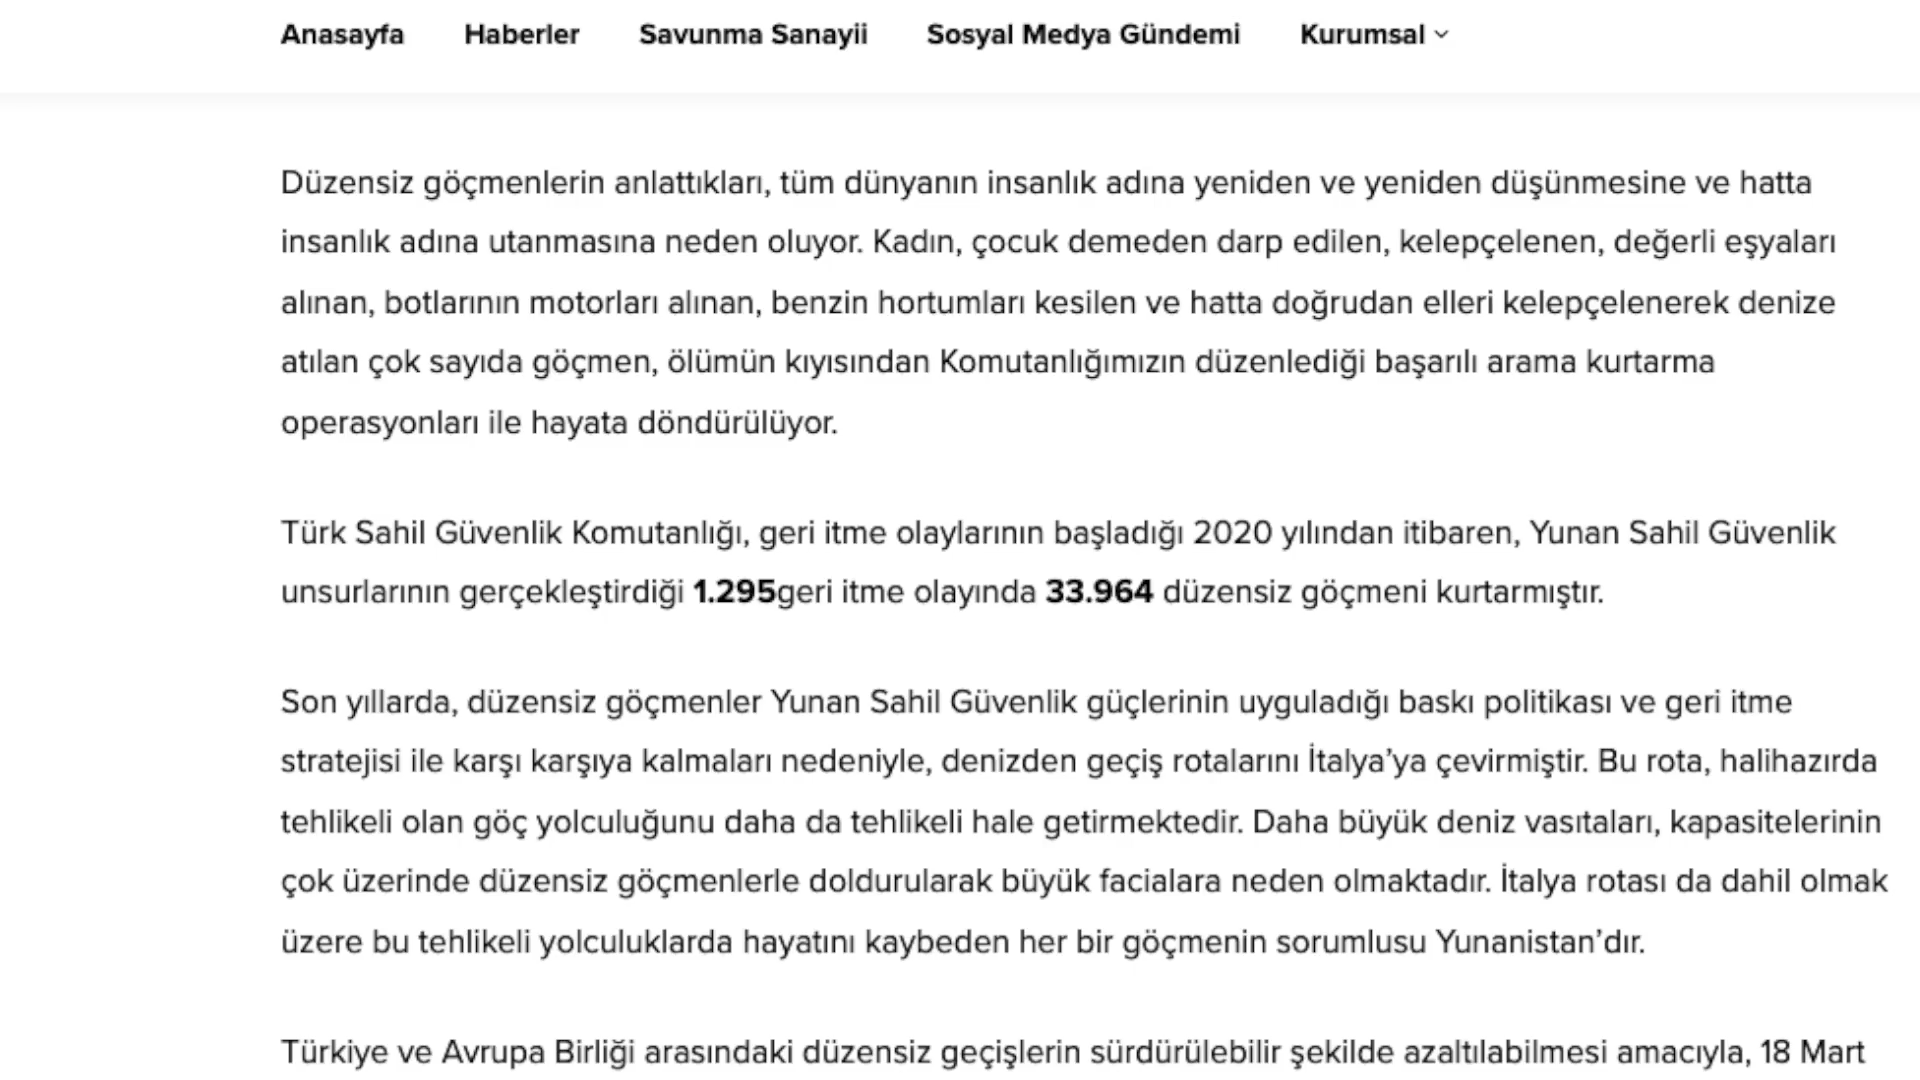 Anasayfa Haberler Savunma Sanayii Sosyal Medya Gündemi Kurumsal
Düzensiz göçmenlerin anlattıkları, tüm dünyanın insanlık adına yeniden ve yeniden düşünmesine ve hatta
insanlık adına utanmasına neden oluyor. Kadın, çocuk demeden darp edilen, kelepçelenen, değerli eşyaları
alınan, botlarının motorları alınan, benzin hortumları kesilen ve hatta doğrudan elleri kelepçelenerek denize
atılan çok sayıda göçmen, ölümün kıyısından Komutanlığımızın düzenlediği başarılı arama kurtarma
operasyonları ile hayata döndürülüyor.
Türk Sahil Güvenlik Komutanlığı, geri itme olaylarının başladığı 2020 yılından itibaren, Yunan Sahil Güvenlik
unsurlarının gerçekleştirdiği 1.295geri itme olayında 33.964 düzensiz göçmeni kurtarmıştır.
Son yıllarda, düzensiz göçmenler Yunan Sahil Güvenlik güçlerinin uyguladığı baskı politikası ve geri itme
stratejisi ile karşı karşıya kalmaları nedeniyle, denizden geçiş rotalarını İtalya’ya çevirmiştir. Bu rota, halihazırda
tehlikeli olan göç yolculuğunu daha da tehlikeli hale getirmektedir. Daha büyük deniz vasıtaları, kapasitelerinin
çok üzerinde düzensiz göçmenlerle doldurularak büyük facialara neden olmaktadır. İtalya rotası da dahil olmak
üzere bu tehlikeli yolculuklarda hayatını kaybeden her bir göçmenin sorumlusu Yunanistan’dır.
Türkiye ve Avrupa Birliği arasındaki düzensiz geçişlerin sürdürülebilir şekilde azaltılabilmesi amacıyla, 18 Mart